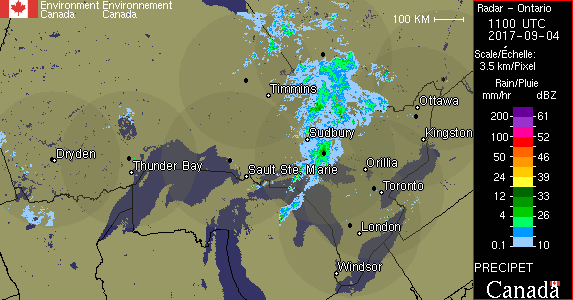 Environment Environnement
Canada Canada
100 KM
Timmins
Ottawa
Sudbury
Kingston
Dryden
Thunder Bay
Sault Ste. Marie
Orillia
Toronto
London
Windsor
Radar - Ontario
1100 UTC
2017-09-04
Scale/Échelle:
3.5 km/Pixel
Rain/Pluie
mm/hr dBZ
200 61
100 52
50 46
24 39
12 33
4 26
0.1 10
PRECIPET
Canada